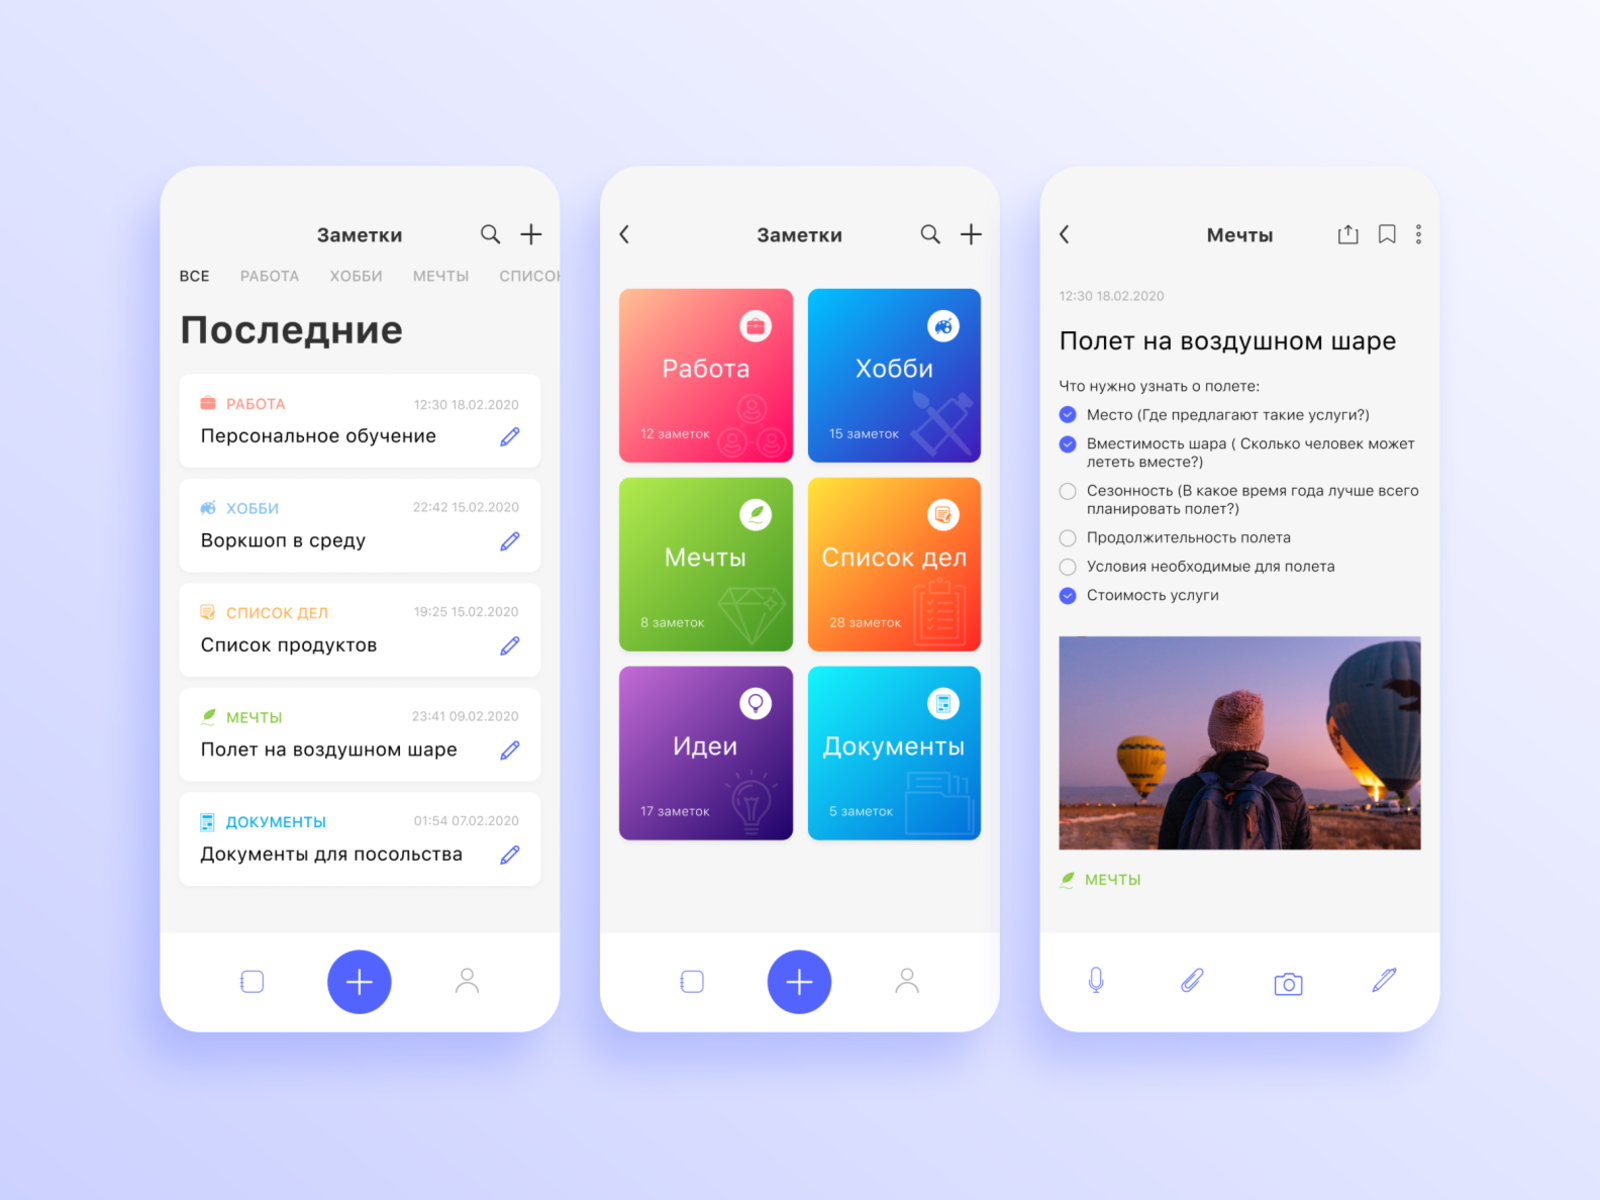 Заметки
ВСЕ РАБОТА ХОББИ МЕЧТЫ СПИСОК
Последние
РАБОТА 12:30 18.02.2020
Персональное обучение
ХОББИ 22:42 15.02.2020
Воркшоп в среду
СПИСОК ДЕЛ 19:25 15.02.2020
Список продуктов
МЕЧТЫ 23:41 09.02.2020
Полет на воздушном шаре
ДОКУМЕНТЫ 01:54 07.02.2020
Документы для посольства
Заметки
Работа
12 заметок
Хобби
15 заметок
Мечты
8 заметок
Список дел
28 заметок
Идеи
17 заметок
Документы
5 заметок
Мечты
12:30 18.02.2020
Полет на воздушном шаре
Что нужно узнать о полете:
Место (Где предлагают такие услуги?)
Вместимость шара ( Сколько человек может
лететь вместе?)
Сезонность (В какое время года лучше всего
планировать полет?)
Продолжительность полета
Условия необходимые для полета
Стоимость услуги
МЕЧТЫ